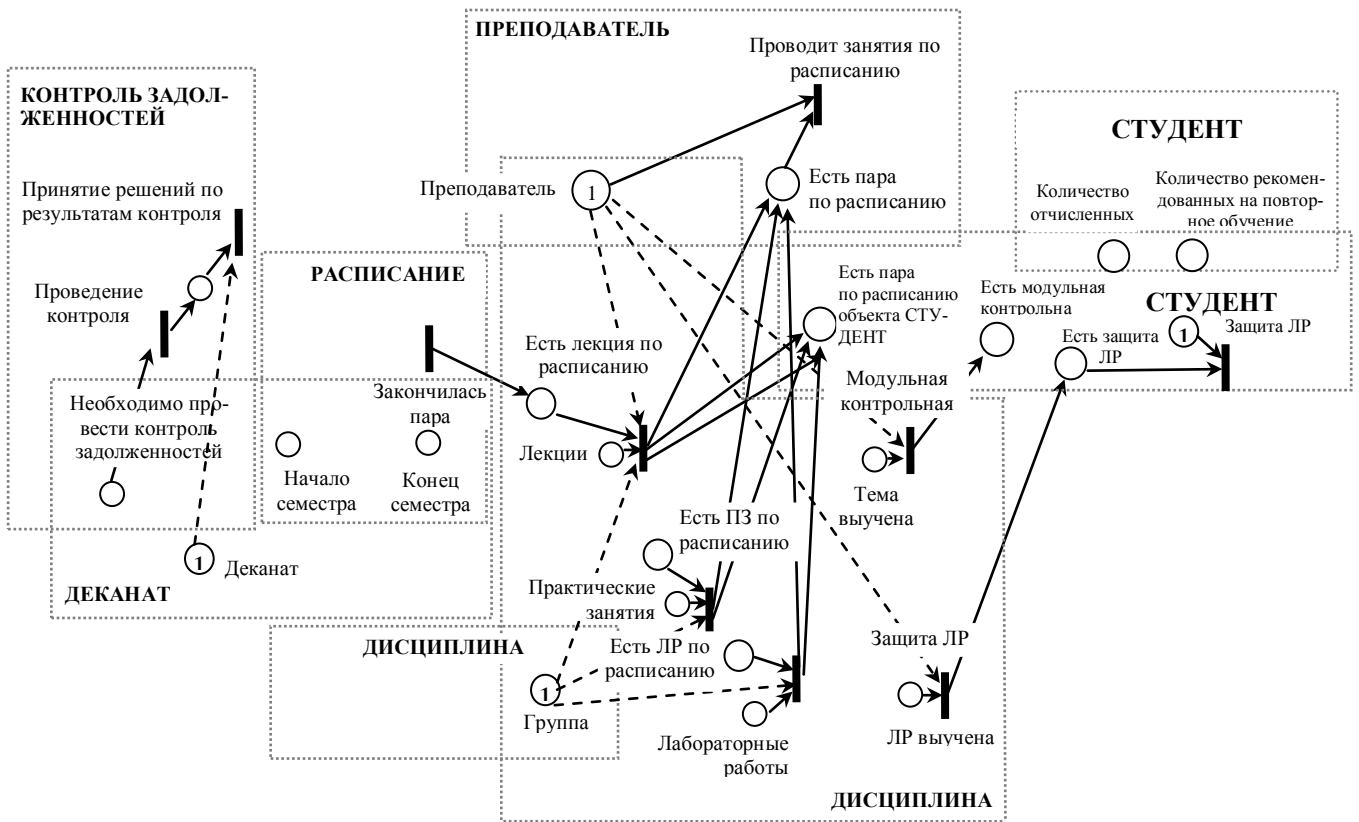 ПРЕПОДАВАТЕЛЬ
Проводит занятия по
расписанию
КОНТРОЛЬ ЗАДОЛ-
ЖЕННОСТЕЙ
СТУДЕНТ
Принятие решений по
результатам контроля
Преподаватель
1
Есть пара
по расписанию
Количество
отчисленных
Количество рекомен-
дованных на повтор-
ное обучение
РАСПИСАНИЕ
Проведение
контроля
Есть лекция по
расписанию
Есть пара
по расписанию
объекта СТУ-
ДЕНТ
Есть модульная
контрольна
СТУДЕНТ
1
Защита ЛР
Есть защита
ЛР
Необходимо про-
вести контроль
задолженностей
Закончилась
пара
Модульная
контрольная
Лекции
Начало
семестра
Конец
семестра
Тема
выучена
Есть ПЗ по
расписанию
1
Деканат
ДЕКАНАТ
Практические
занятия
ДИСЦИПЛИНА
Есть ЛР по
расписанию
Защита ЛР
1
Группа
Лабораторные
работы
ЛР выучена
ДИСЦИПЛИНА